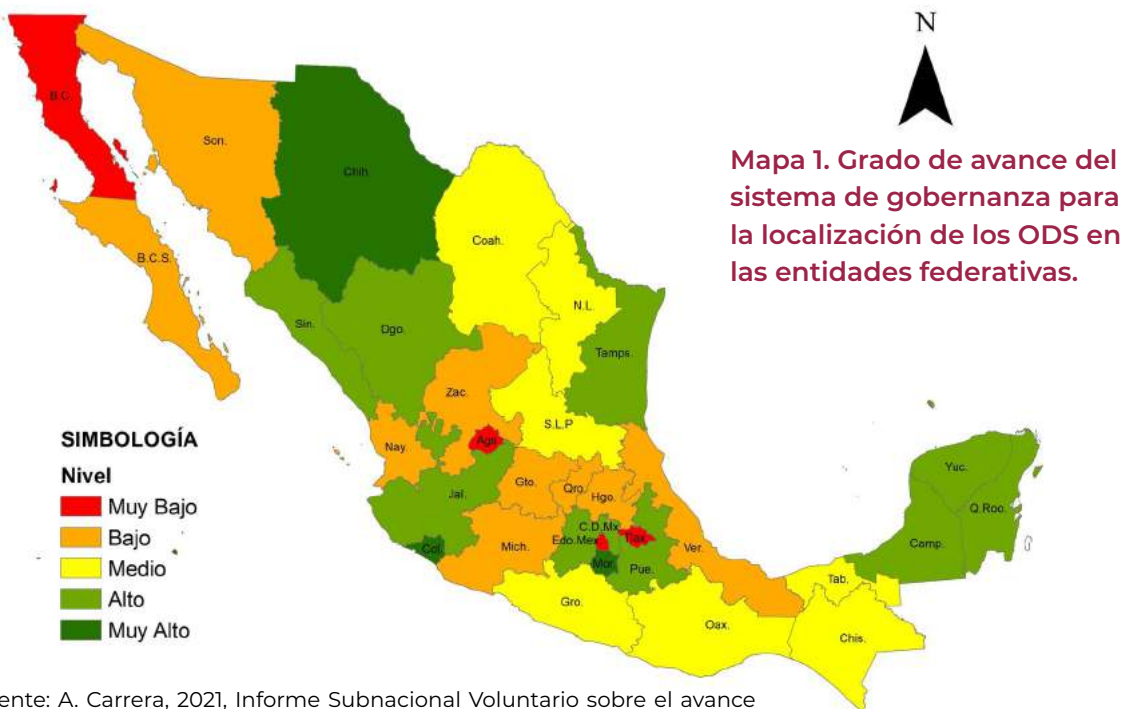 N
Mapa 1. Grado de avance del
sistema de gobernanza para
la localización de los ODS en
las entidades federativas.
B.C.
Son.
Chih.
Coah.
B.C.S.
N.L.
Sin.
Dgo.
Tamps.
Zac.
S.L.P
Nay.
Ags.
Jal.
Gto.
Qro.
Hgo.
Yuc.
Q.Roo.
Camp.
C.D.Mx
Edo.Mex
Tlax.
Col.
Mich.
Mor.
Pue.
Ver.
Tab.
Gro.
Oax.
Chis.
SIMBOLOGÍA
Nivel
Muy Bajo
Bajo
Medio
Alto
Muy Alto
ente: A. Carrera, 2021, Informe Subnacional Voluntario sobre el avance